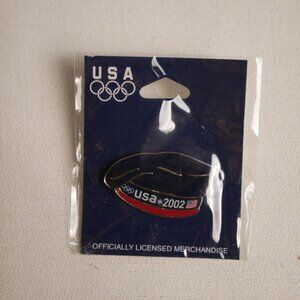 USA
usa*2002
OFFICIALLY LICENSED MERCHANDISE